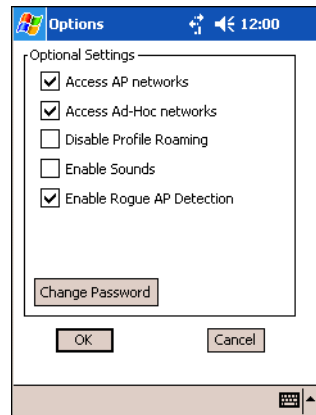 Options 12:00
Optional Settings
Access AP networks
Access Ad-Hoc networks
Disable Profile Roaming
Enable Sounds
Enable Rogue AP Detection
Change Password
OK Cancel